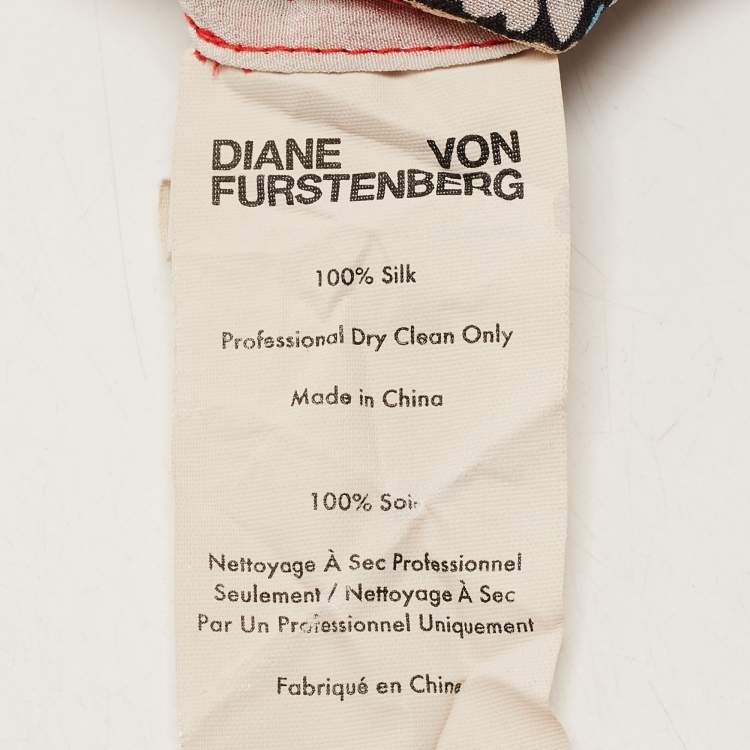 DIANE VON
FURSTENBERG
100% Silk
Professional Dry Clean Only
Made in China
100% Soie
Nettoyage À Sec Professionnel
Seulement / Nettoyage À Sec
Par Un Professionnel Uniquement
Fabriqué en Chine